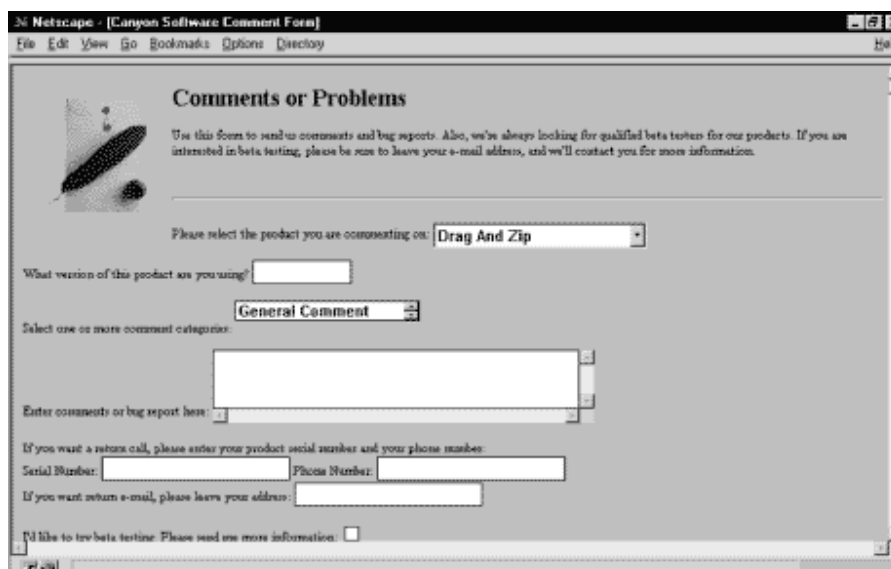 Netscape - [Canyon Software Comment Form]
File Edit View Go Bookmarks Options Directory
Comments or Problems
Use this form to send us comments and bug reports. Also, we're always looking for qualified beta testers for our products. If you are
interested in beta testing, please be sure to leave your e-mail address, and we'll contact you for more information.
Please select the product you are commenting on: Drag And Zip
What version of this product are you using?
General Comment
Select one or more comment categories:
Enter comments or bug report here:
If you want a return call, please enter your product serial number and your phone number:
Serial Number: Phone Number:
If you want return e-mail, please leave your address:
I'd like to try beta testing. Please send me more information: